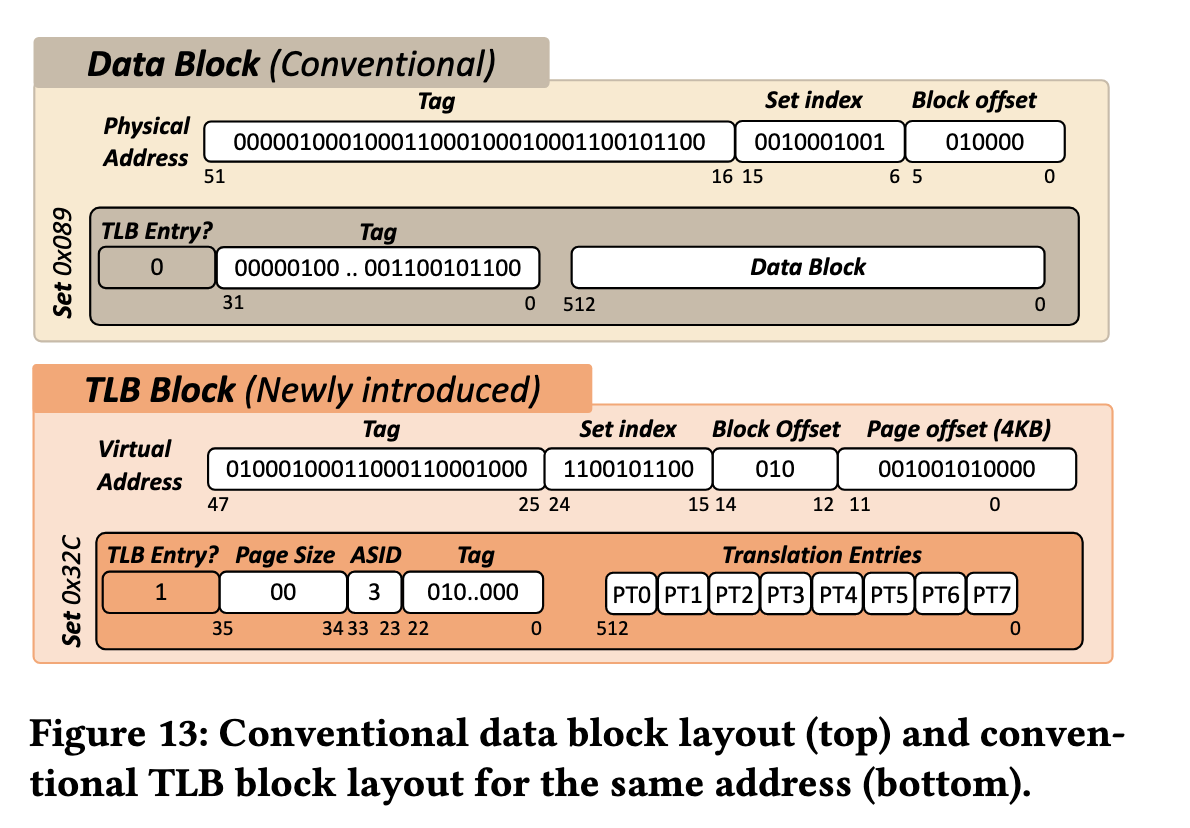 Data Block (Conventional)
Tag Set index Block offset
Physical Address 000001000100011000100010001100101100 0010001001 010000
51 16 15 6 5 0
Set 0x089
TLB Entry? Tag
0 00000100 .. 001100101100 Data Block
31 0 512 0
TLB Block (Newly introduced)
Tag Set index Block Offset Page offset (4KB)
Virtual Address 01000100011000110001000 1100101100 010 001001010000
47 25 24 15 14 12 11 0
Set 0x32C
TLB Entry? Page Size ASID Tag Translation Entries
1 00 3 010..000 PT0 PT1 PT2 PT3 PT4 PT5 PT6 PT7
35 34 33 23 22 0 512 0
Figure 13: Conventional data block layout (top) and conven-
tional TLB block layout for the same address (bottom).